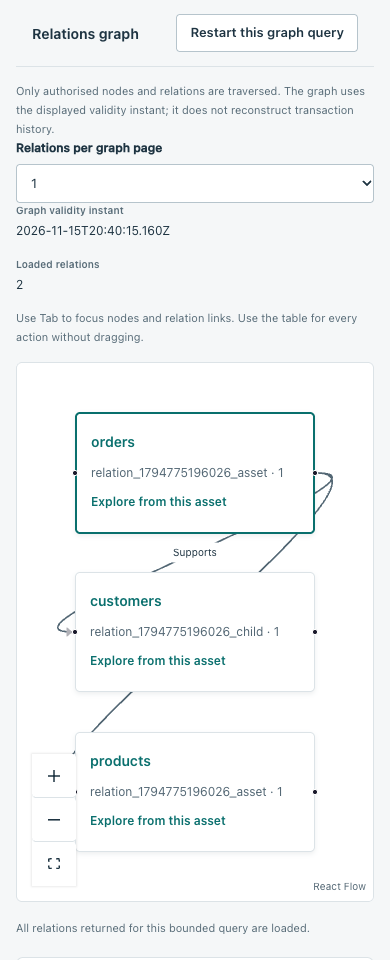 Relations graph
Restart this graph query
Only authorised nodes and relations are traversed. The graph uses
the displayed validity instant; it does not reconstruct transaction
history.
Relations per graph page
1
Graph validity instant
2026-11-15T20:40:15.160Z
Loaded relations
2
Use Tab to focus nodes and relation links. Use the table for every
action without dragging.
orders
relation_1794775196026_asset · 1
Explore from this asset
Supports
customers
relation_1794775196026_child · 1
Explore from this asset
products
relation_1794775196026_asset · 1
Explore from this asset
React Flow
All relations returned for this bounded query are loaded.